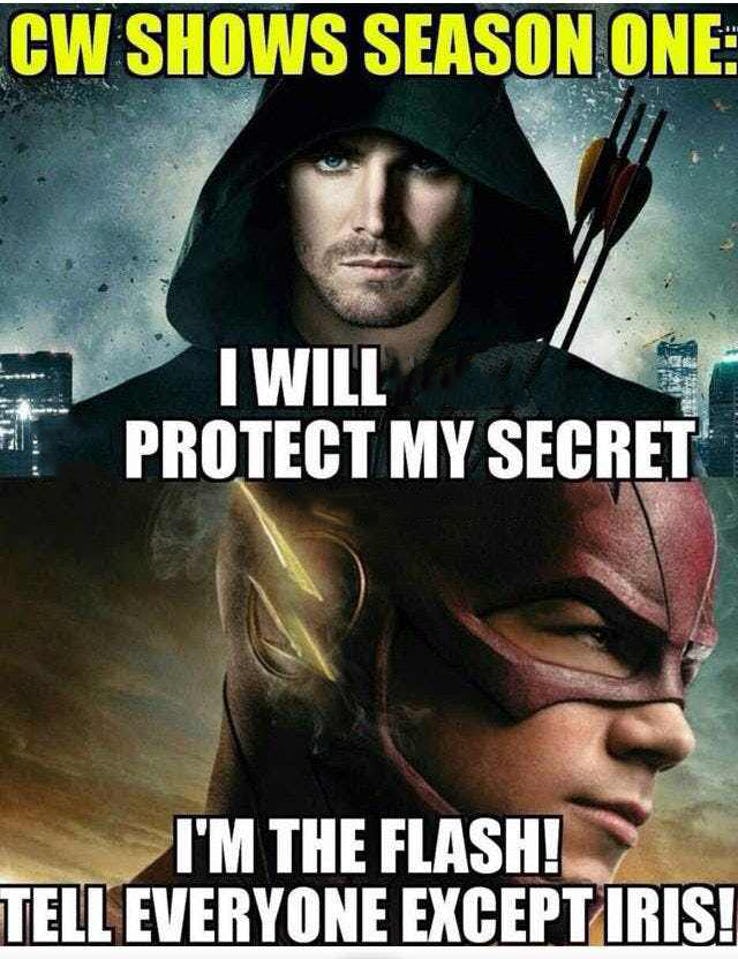 CW SHOWS SEASON ONE:
I WILL
PROTECT MY SECRET
I'M THE FLASH!
TELL EVERYONE EXCEPT IRIS!